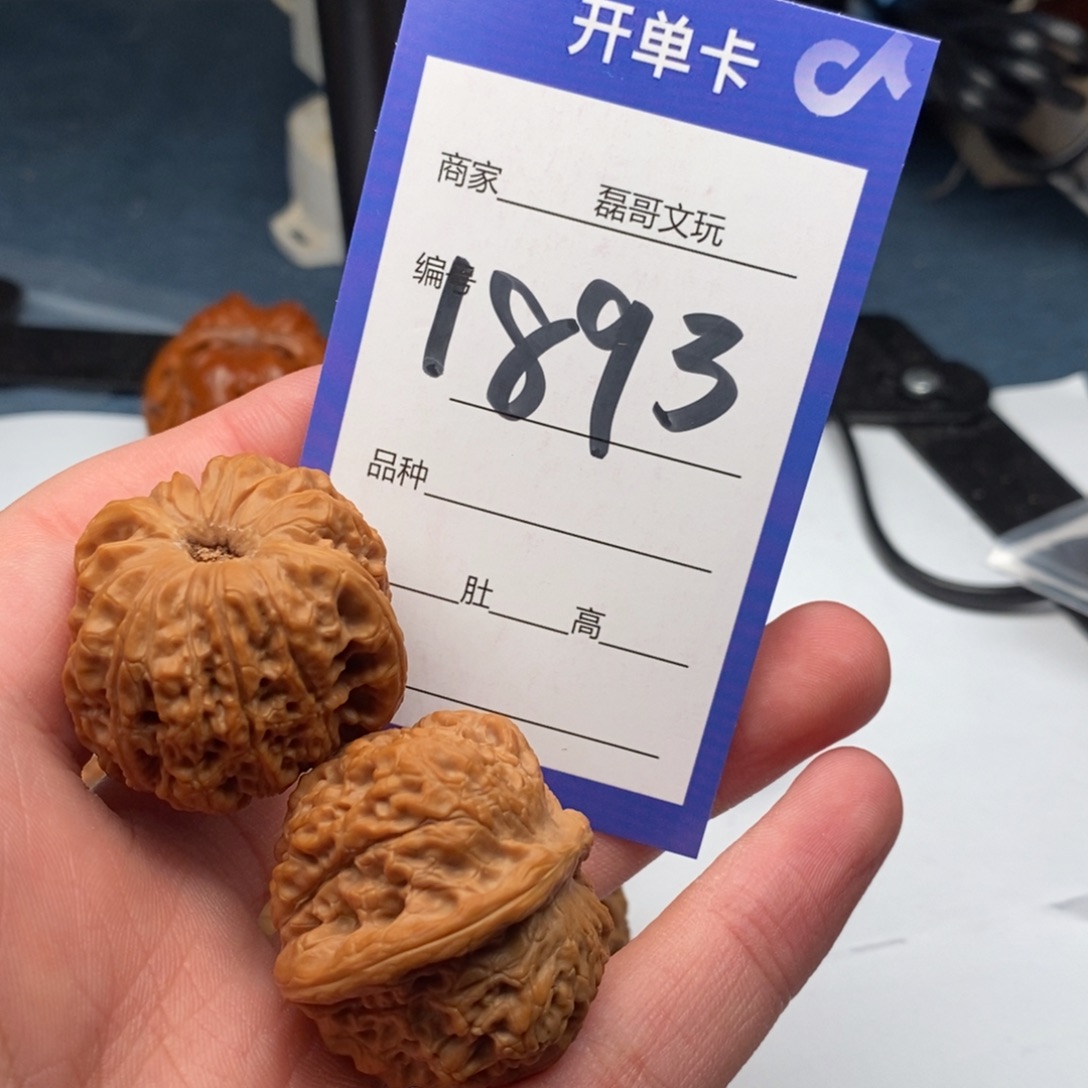 开单卡
商家 磊哥文玩
编号 1893
品种
肚 高